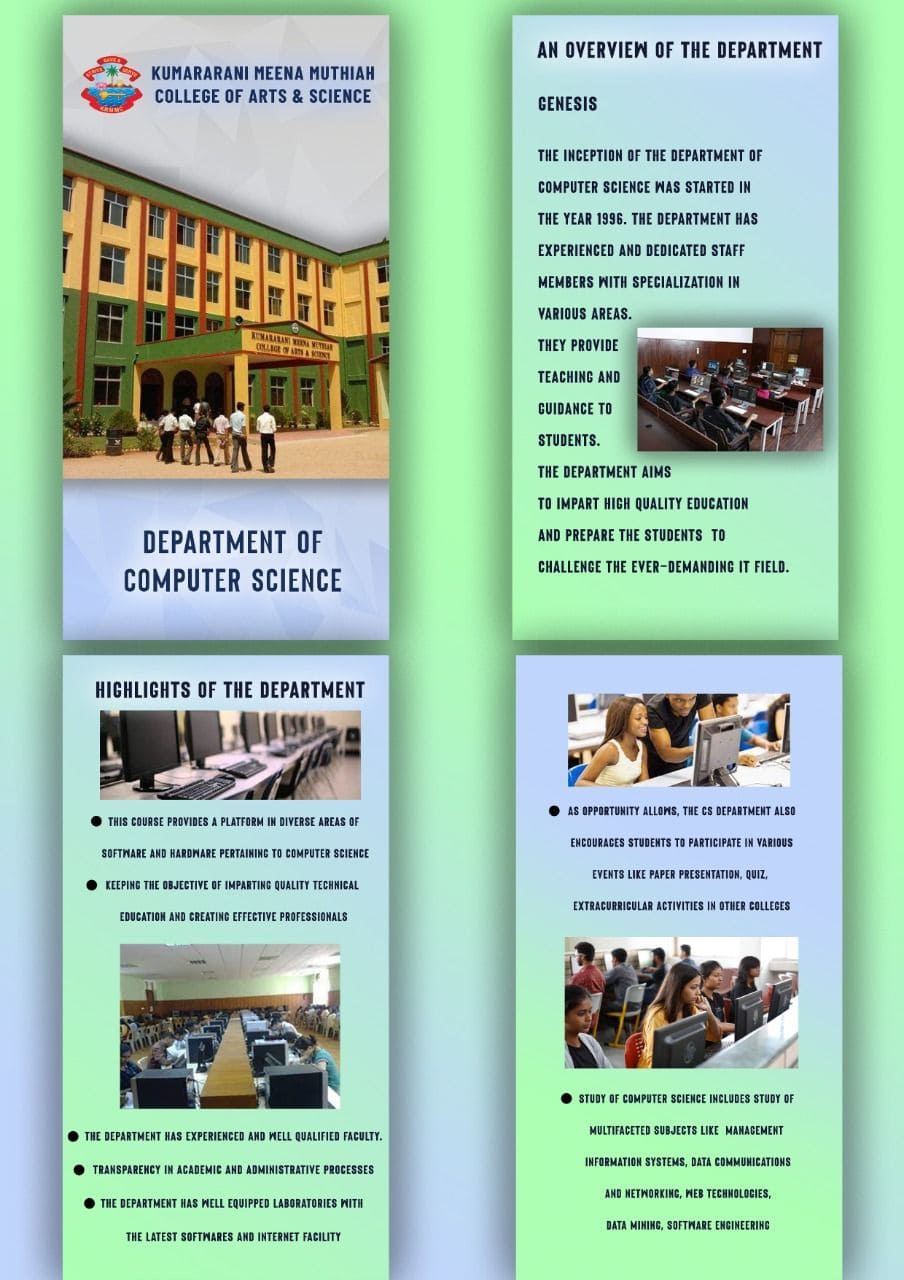 KUMARARANI MEENA MUTHIAH
COLLEGE OF ARTS & SCIENCE
KUMARARANI MEENA MUTHIAH
COLLEGE OF ARTS & SCIENCE
DEPARTMENT OF
COMPUTER SCIENCE
AN OVERVIEW OF THE DEPARTMENT
GENESIS
THE INCEPTION OF THE DEPARTMENT OF
COMPUTER SCIENCE WAS STARTED IN
THE YEAR 1996. THE DEPARTMENT HAS
EXPERIENCED AND DEDICATED STAFF
MEMBERS WITH SPECIALIZATION IN
VARIOUS AREAS.
THEY PROVIDE
TEACHING AND
GUIDANCE TO
STUDENTS.
THE DEPARTMENT AIMS
TO IMPART HIGH QUALITY EDUCATION
AND PREPARE THE STUDENTS TO
CHALLENGE THE EVER-DEMANDING IT FIELD.
HIGHLIGHTS OF THE DEPARTMENT
● THIS COURSE PROVIDES A PLATFORM IN DIVERSE AREAS OF
SOFTWARE AND HARDWARE PERTAINING TO COMPUTER SCIENCE
● KEEPING THE OBJECTIVE OF IMPARTING QUALITY TECHNICAL
EDUCATION AND CREATING EFFECTIVE PROFESSIONALS
● THE DEPARTMENT HAS EXPERIENCED AND WELL QUALIFIED FACULTY.
● TRANSPARENCY IN ACADEMIC AND ADMINISTRATIVE PROCESSES
● THE DEPARTMENT HAS WELL EQUIPPED LABORATORIES WITH
THE LATEST SOFTWARES AND INTERNET FACILITY
● AS OPPORTUNITY ALLOWS, THE CS DEPARTMENT ALSO
ENCOURAGES STUDENTS TO PARTICIPATE IN VARIOUS
EVENTS LIKE PAPER PRESENTATION, QUIZ,
EXTRACURRICULAR ACTIVITIES IN OTHER COLLEGES
● STUDY OF COMPUTER SCIENCE INCLUDES STUDY OF
MULTIFACETED SUBJECTS LIKE MANAGEMENT
INFORMATION SYSTEMS, DATA COMMUNICATIONS
AND NETWORKING, WEB TECHNOLOGIES,
DATA MINING, SOFTWARE ENGINEERING